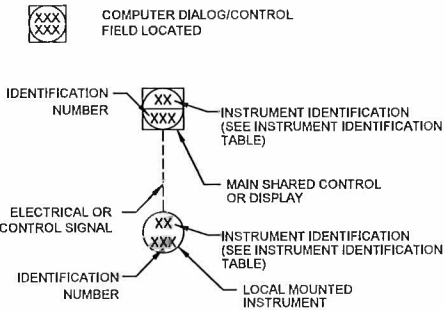 XXX
XXX
COMPUTER DIALOG/CONTROL
FIELD LOCATED
IDENTIFICATION
NUMBER
XX
XXX
INSTRUMENT IDENTIFICATION
(SEE INSTRUMENT IDENTIFICATION
TABLE)
MAIN SHARED CONTROL
OR DISPLAY
ELECTRICAL OR
CONTROL SIGNAL
XX
XXX
INSTRUMENT IDENTIFICATION
(SEE INSTRUMENT IDENTIFICATION
TABLE)
IDENTIFICATION
NUMBER
LOCAL MOUNTED
INSTRUMENT